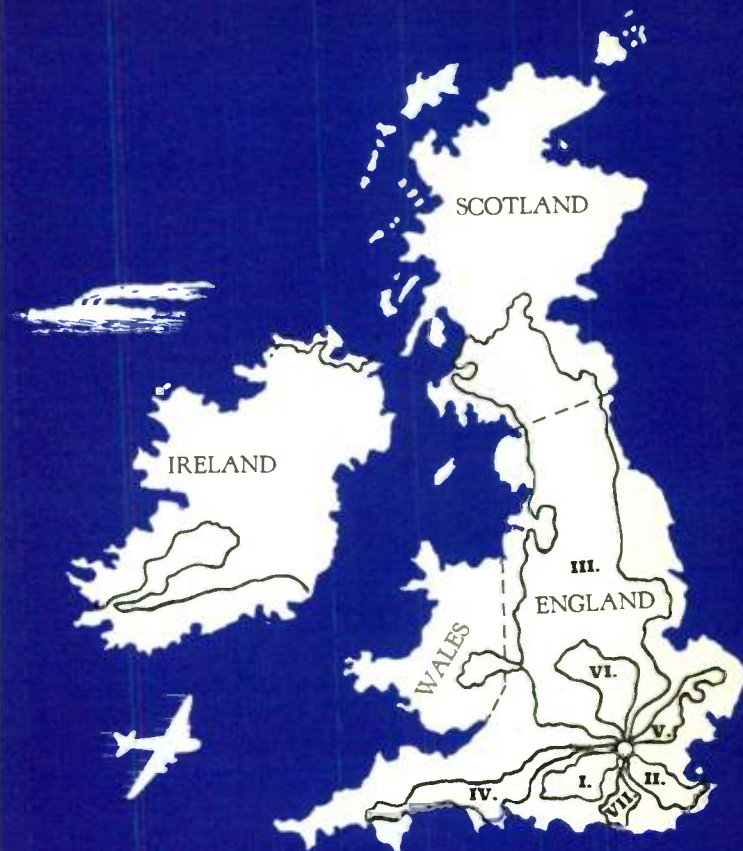 SCOTLAND
IRELAND
III.
ENGLAND
WALES
VI.
V.
IV.
I.
II.
VII.